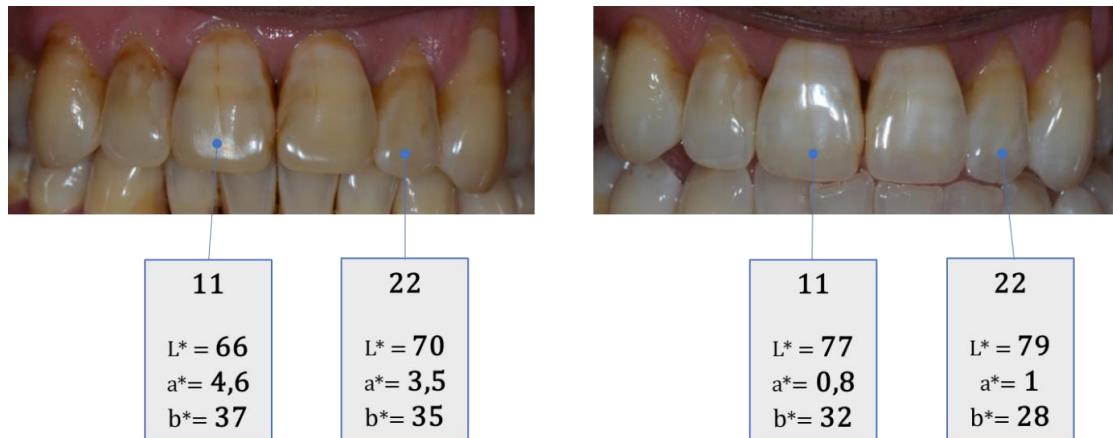 11
L* = 66
a*= 4,6
b*= 37
22
L* = 70
a*= 3,5
b*= 35
11
L* = 77
a*= 0,8
b*= 32
22
L* = 79
a*= 1
b*= 28